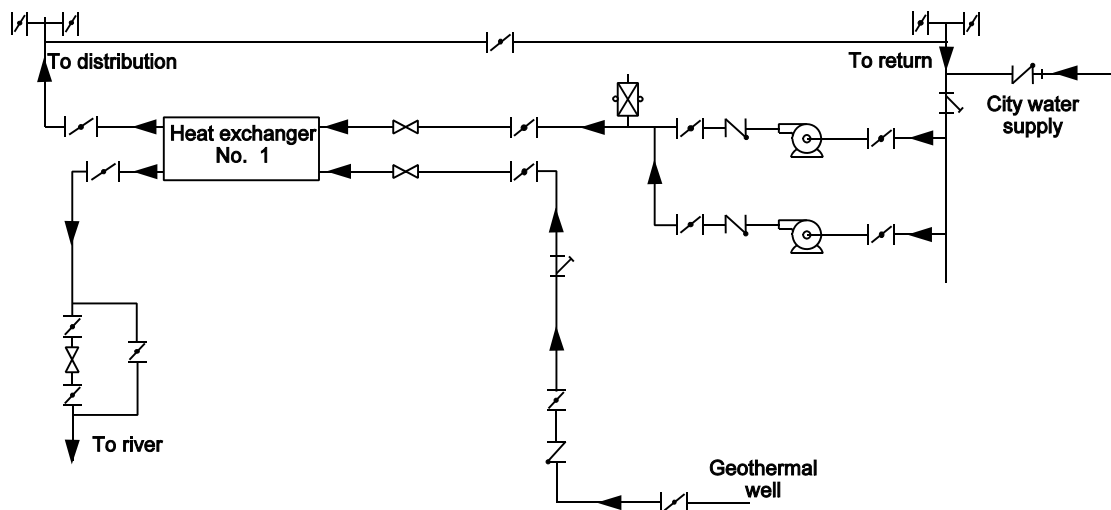 To distribution
To return
City water
supply
Heat exchanger
No. 1
To river
Geothermal
well